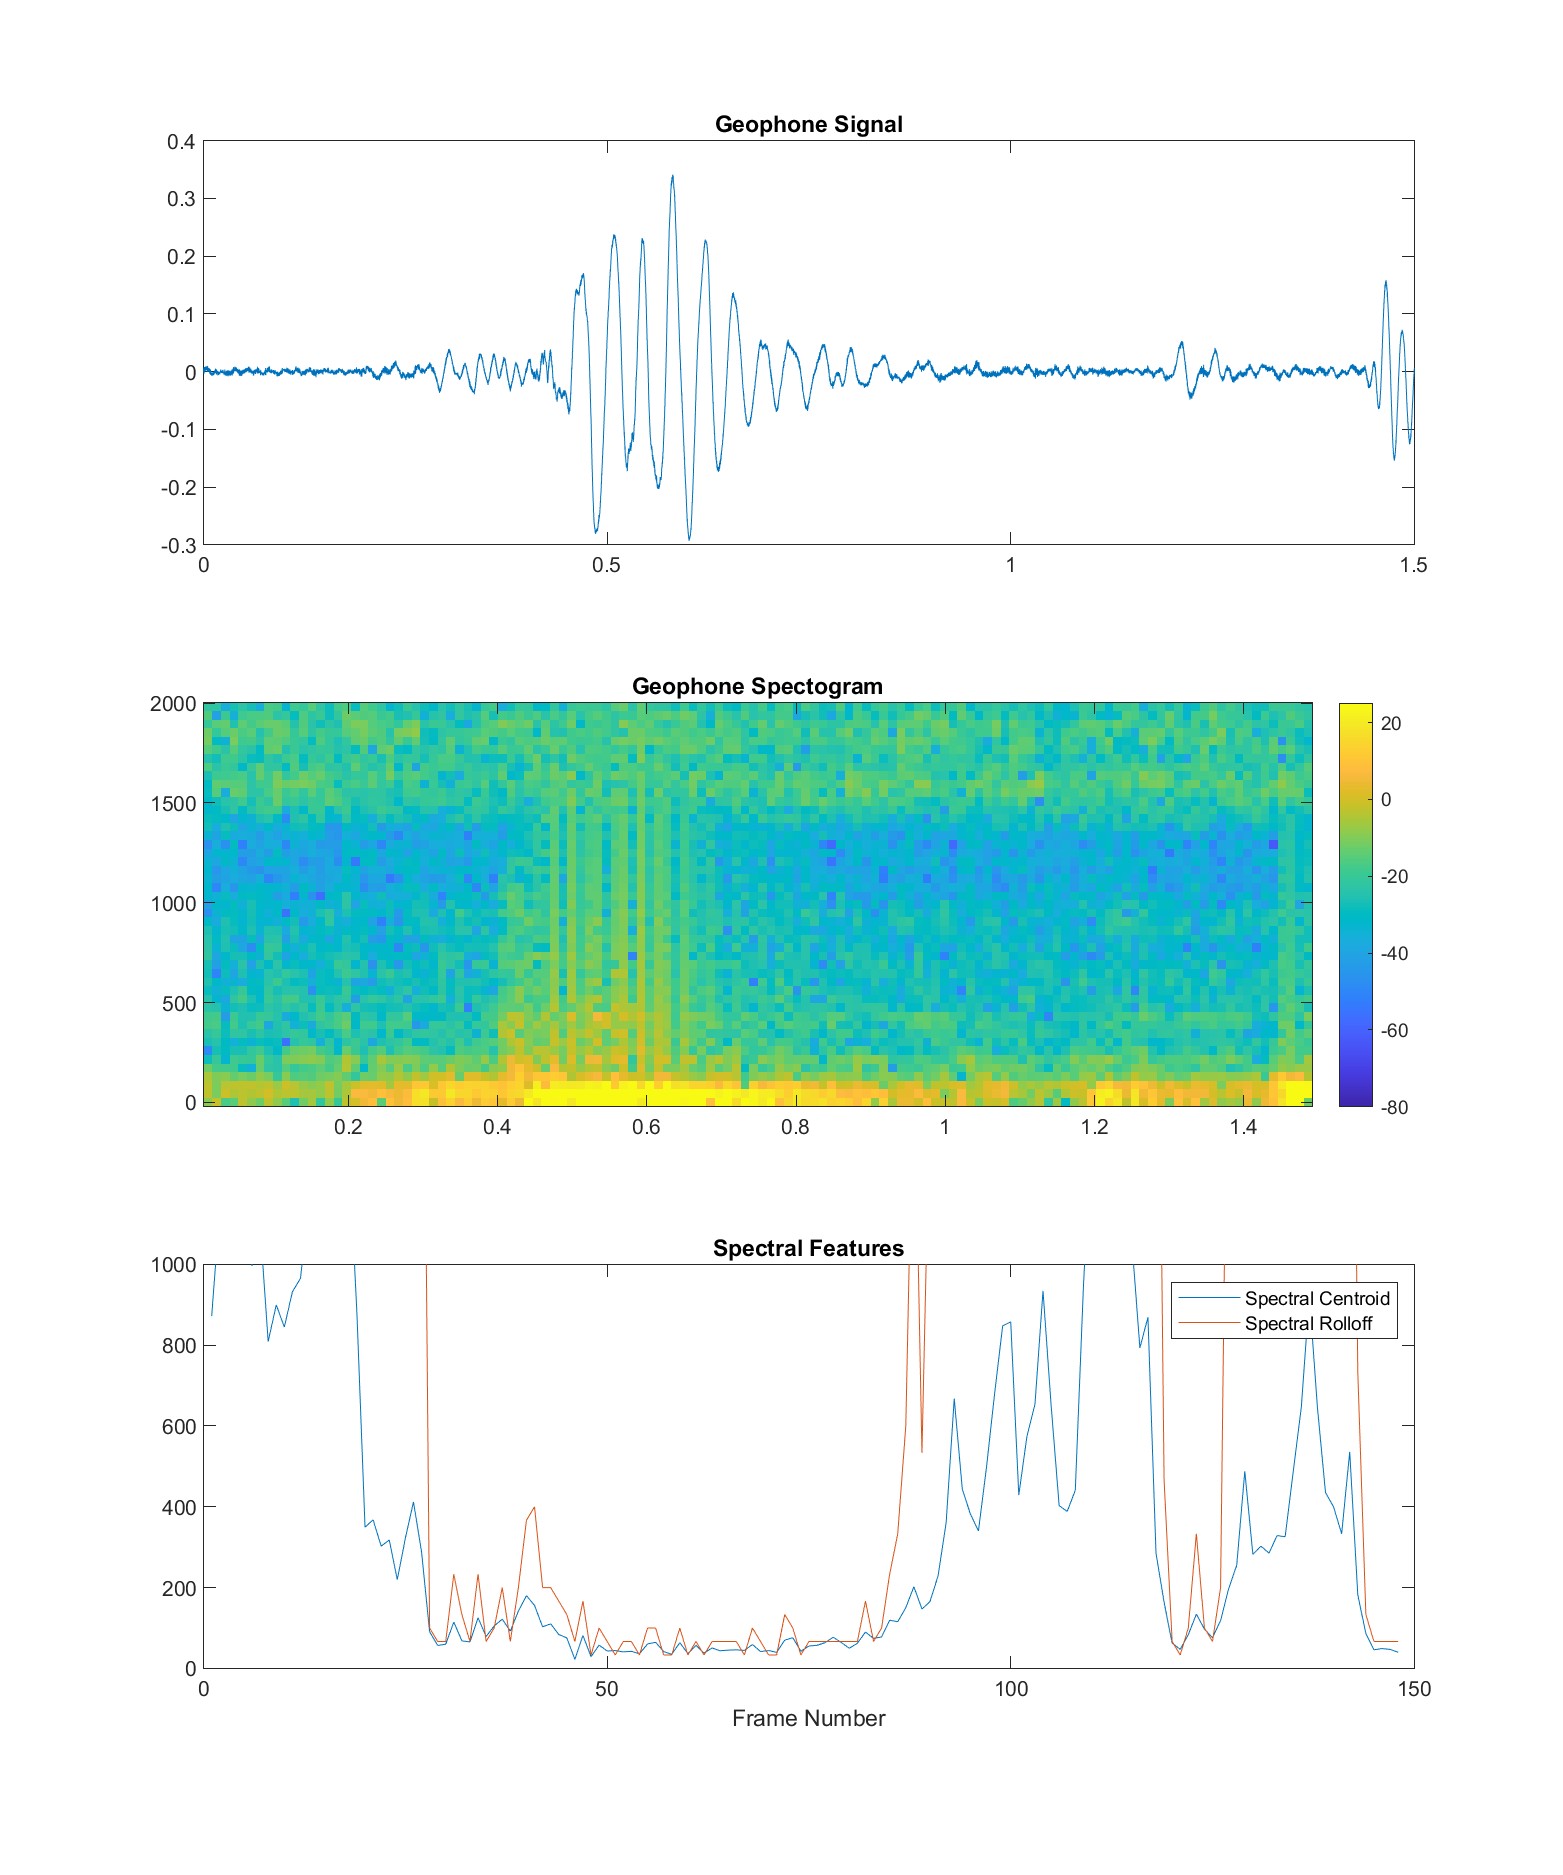 Geophone Signal
0.4
0.3
0.2
0.1
0
-0.1
-0.2
-0.3
0 0.5 1 1.5
Geophone Spectogram
2000
1500
1000
500
0
0.2 0.4 0.6 0.8 1 1.2 1.4
20
0
-20
-40
-60
-80
Spectral Features
1000
800
600
400
200
0
Spectral Centroid
Spectral Rolloff
0 50 100 150
Frame Number